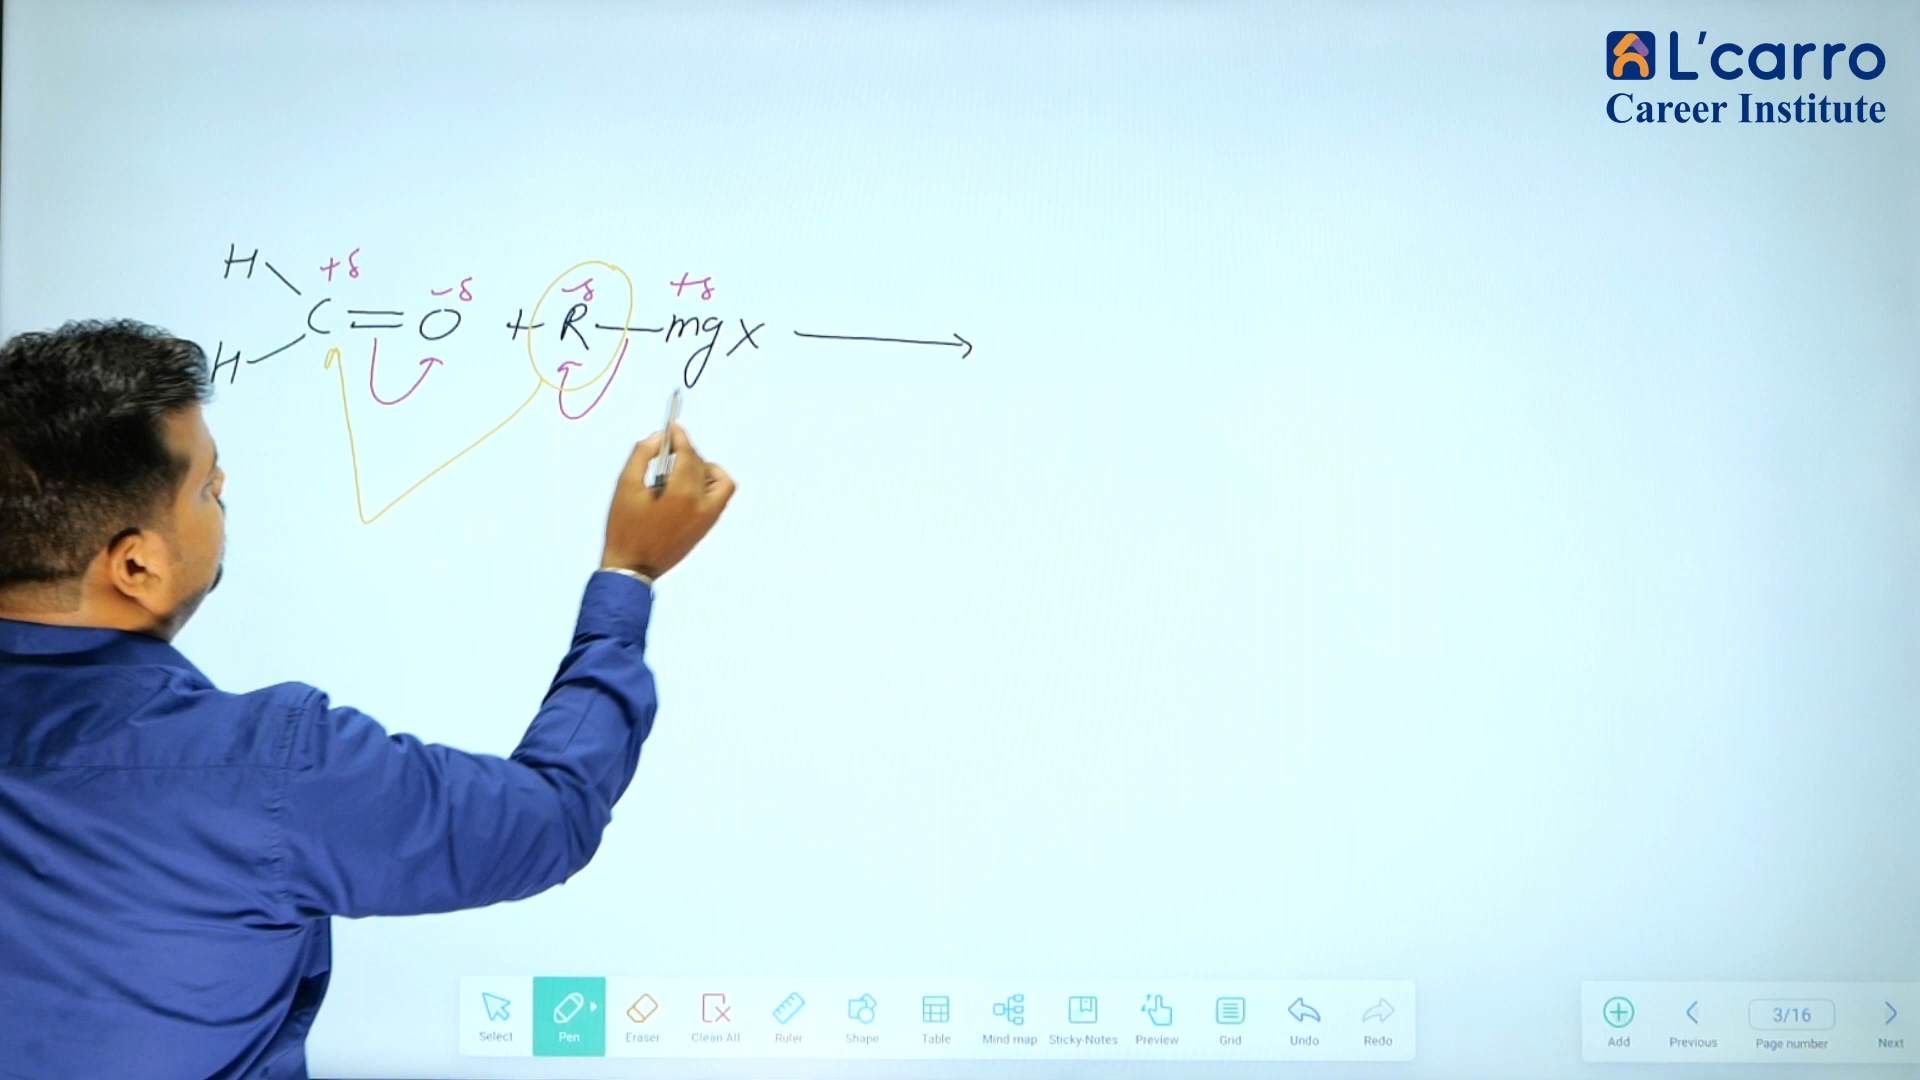 L'carro
Career Institute
H +δ -δ -δ +δ
C = O + R — mg x →
H
Select Pen Eraser Clean All Ruler Shape Table Mind map Sticky Notes Preview Grid Undo Redo
Add Previous 3/16 Page number Next